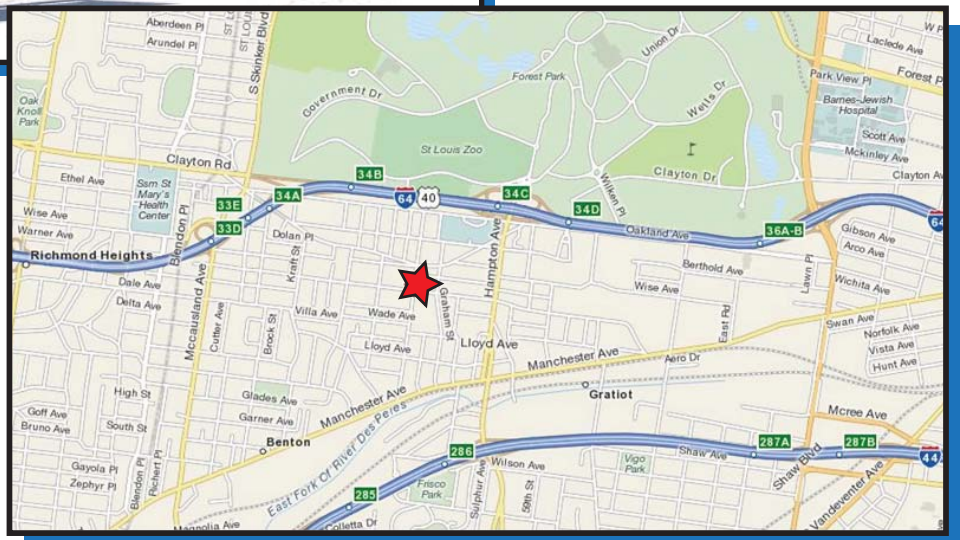 Aberdeen Pl
Arundel Pl
ST LOUI
S Skinker Blvd
Union Dr
Laclede Ave
Forest P
Park View Pl
Barnes-Jewish
Hospital
Forest Park
Government Dr
Wells Dr
Oak
Knoll
Park
Scott Ave
Mckinley Ave
St Louis Zoo
Clayton Rd
Clayton Dr
Clayton Av
Ethel Ave
Ssm St
Mary's
Health
Center
34B
34A
64
40
34C
34D
Wilken Pl
33E
33D
Wise Ave
Warner Ave
Blendon Pl
Dolan Pl
Oakland Ave
36A-B
64
Gibson Ave
Arco Ave
Richmond Heights
Kraft St
Hampton Ave
Berthold Ave
Lawn Pl
Dale Ave
Delta Ave
Mccausland Ave
Cutter Ave
Brock St
Villa Ave
Wade Ave
Graham St
Wise Ave
East Rd
Wichita Ave
Swan Ave
Norfolk Ave
Vista Ave
Hunt Ave
Lloyd Ave
Lloyd Ave
Manchester Ave
Aero Dr
High St
Glades Ave
Manchester Ave
Gratiot
Goff Ave
Bruno Ave
South St
Garner Ave
Mcree Ave
Benton
East Fork Of River Des Peres
286
287A
287B
44
Shaw Ave
Shaw Blvd
Gayola Pl
Zephyr Pl
Blendon Pl
Richert Pl
Wilson Ave
Vigo
Park
285
Frisco
Park
Sulphur Ave
59th St
Vandeventer Ave
Magnolia Ave
Colletta Dr